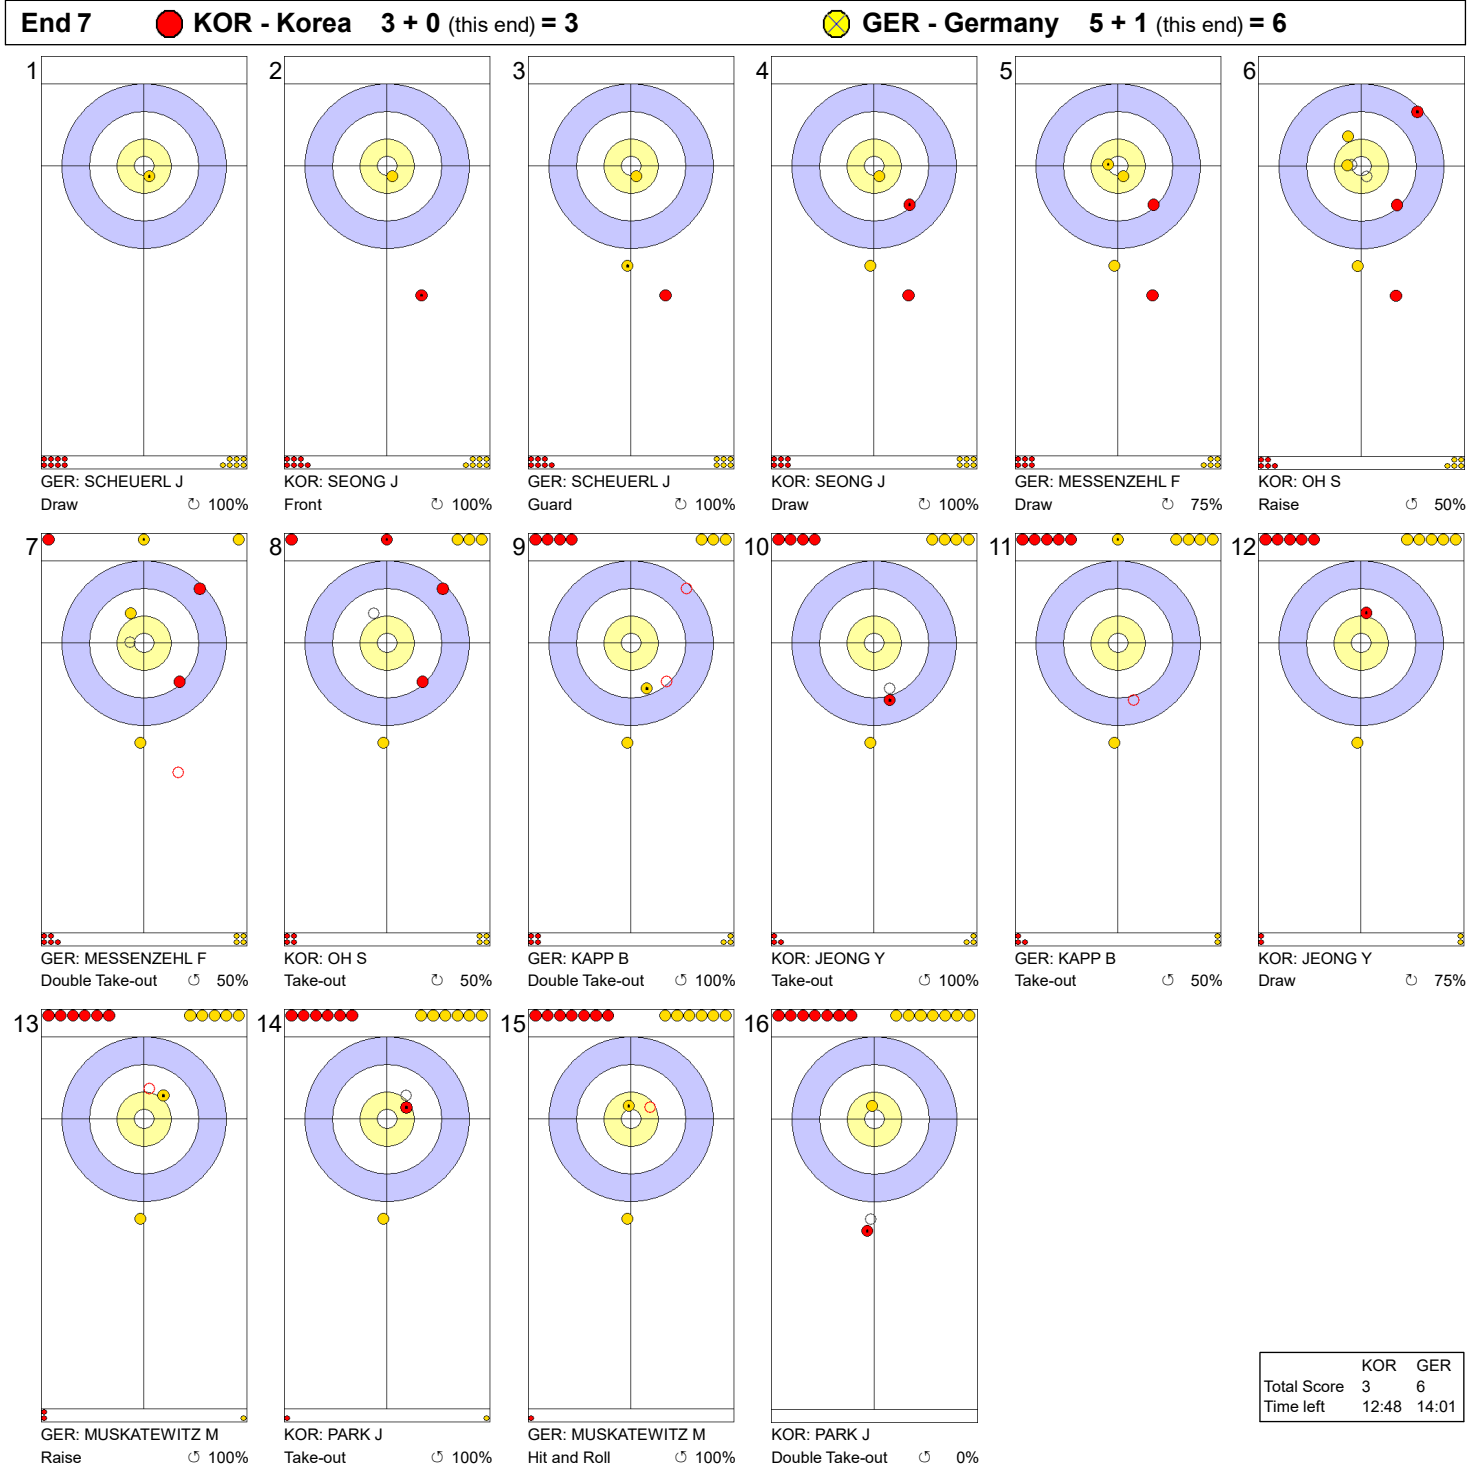 End 7 KOR - Korea 3 + 0 (this end) = 3 GER - Germany 5 + 1 (this end) = 6
1 2 3 4 5 6
GER: SCHEUERL J KOR: SEONG J GER: SCHEUERL J KOR: SEONG J GER: MESSENZEHL F KOR: OH S
Draw ↻ 100% Front ↻ 100% Guard ↻ 100% Draw ↻ 100% Draw ↻ 75% Raise ↺ 50%
7 8 9 10 11 12
GER: MESSENZEHL F KOR: OH S GER: KAPP B KOR: JEONG Y GER: KAPP B KOR: JEONG Y
Double Take-out ↺ 50% Take-out ↻ 50% Double Take-out ↺ 100% Take-out ↺ 100% Take-out ↺ 50% Draw ↻ 75%
13 14 15 16
GER: MUSKATEWITZ M KOR: PARK J GER: MUSKATEWITZ M KOR: PARK J
Raise ↺ 100% Take-out ↺ 100% Hit and Roll ↺ 100% Double Take-out ↺ 0%
KOR GER
Total Score 3 6
Time left 12:48 14:01